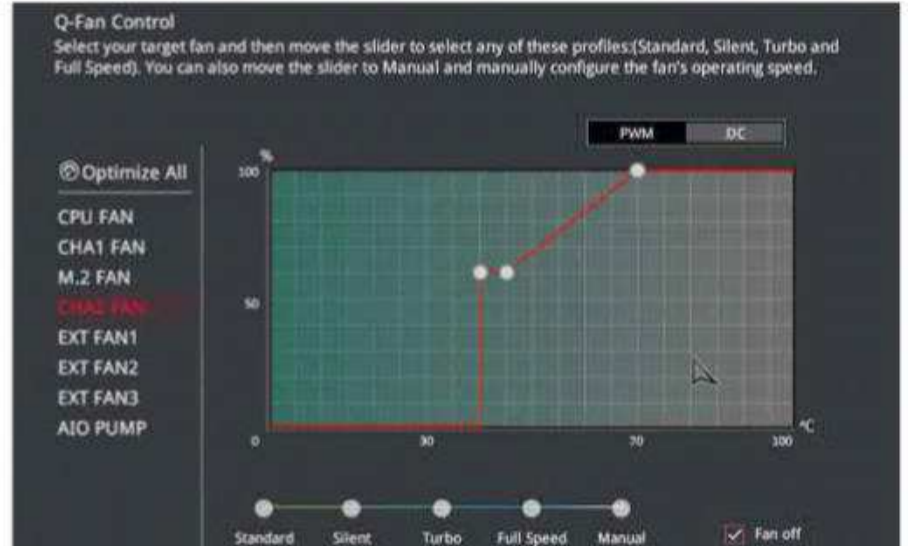 Q-Fan Control
Select your target fan and then move the slider to select any of these profiles:(Standard, Silent, Turbo and
Full Speed). You can also move the slider to Manual and manually configure the fan's operating speed.
PWM DC
Optimize All
CPU FAN
CHA1 FAN
M.2 FAN
CHA2 FAN
EXT FAN1
EXT FAN2
EXT FAN3
AIO PUMP
%
100
50
0 30 70 100 °C
Standard Silent Turbo Full Speed Manual
Fan off